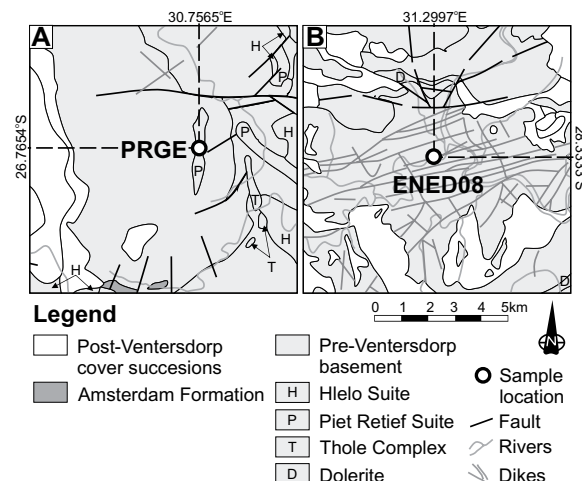 30.7565°E
31.2997°E
A
B
H
P
D
26.7654°S
P
H
PRGE
P
ENED08
T
H
T
H
D
0 1 2 3 4 5km
Legend
Post-Ventersdorp
cover succesions
Amsterdam Formation
Pre-Ventersdorp
basement
H Hlelo Suite
P Piet Retief Suite
T Thole Complex
D Dolerite
N
Sample
location
Fault
Rivers
Dikes